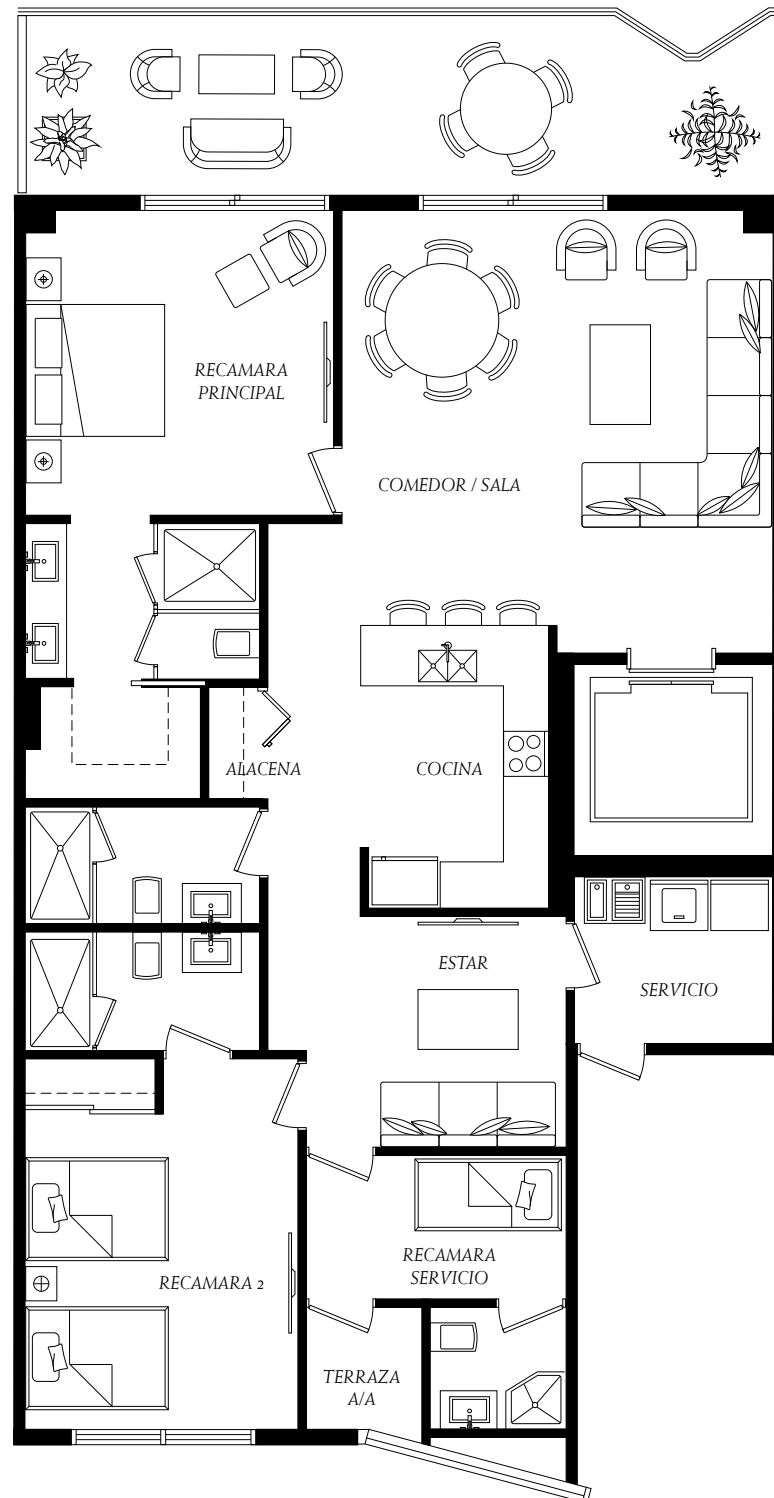 RECAMARA
PRINCIPAL
COMEDOR / SALA
ALACENA
COCINA
ESTAR
SERVICIO
RECAMARA
SERVICIO
RECAMARA 2
TERRAZA
A/A